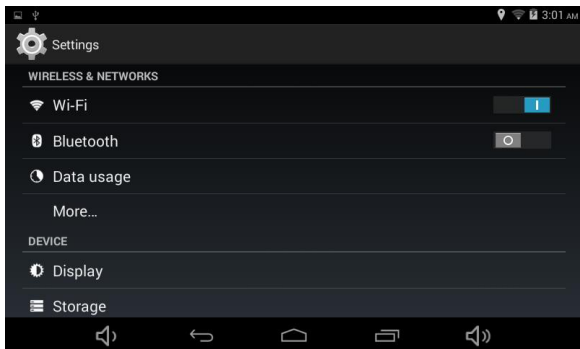 3:01 AM
Settings
WIRELESS & NETWORKS
Wi-Fi
Bluetooth
Data usage
More...
DEVICE
Display
Storage